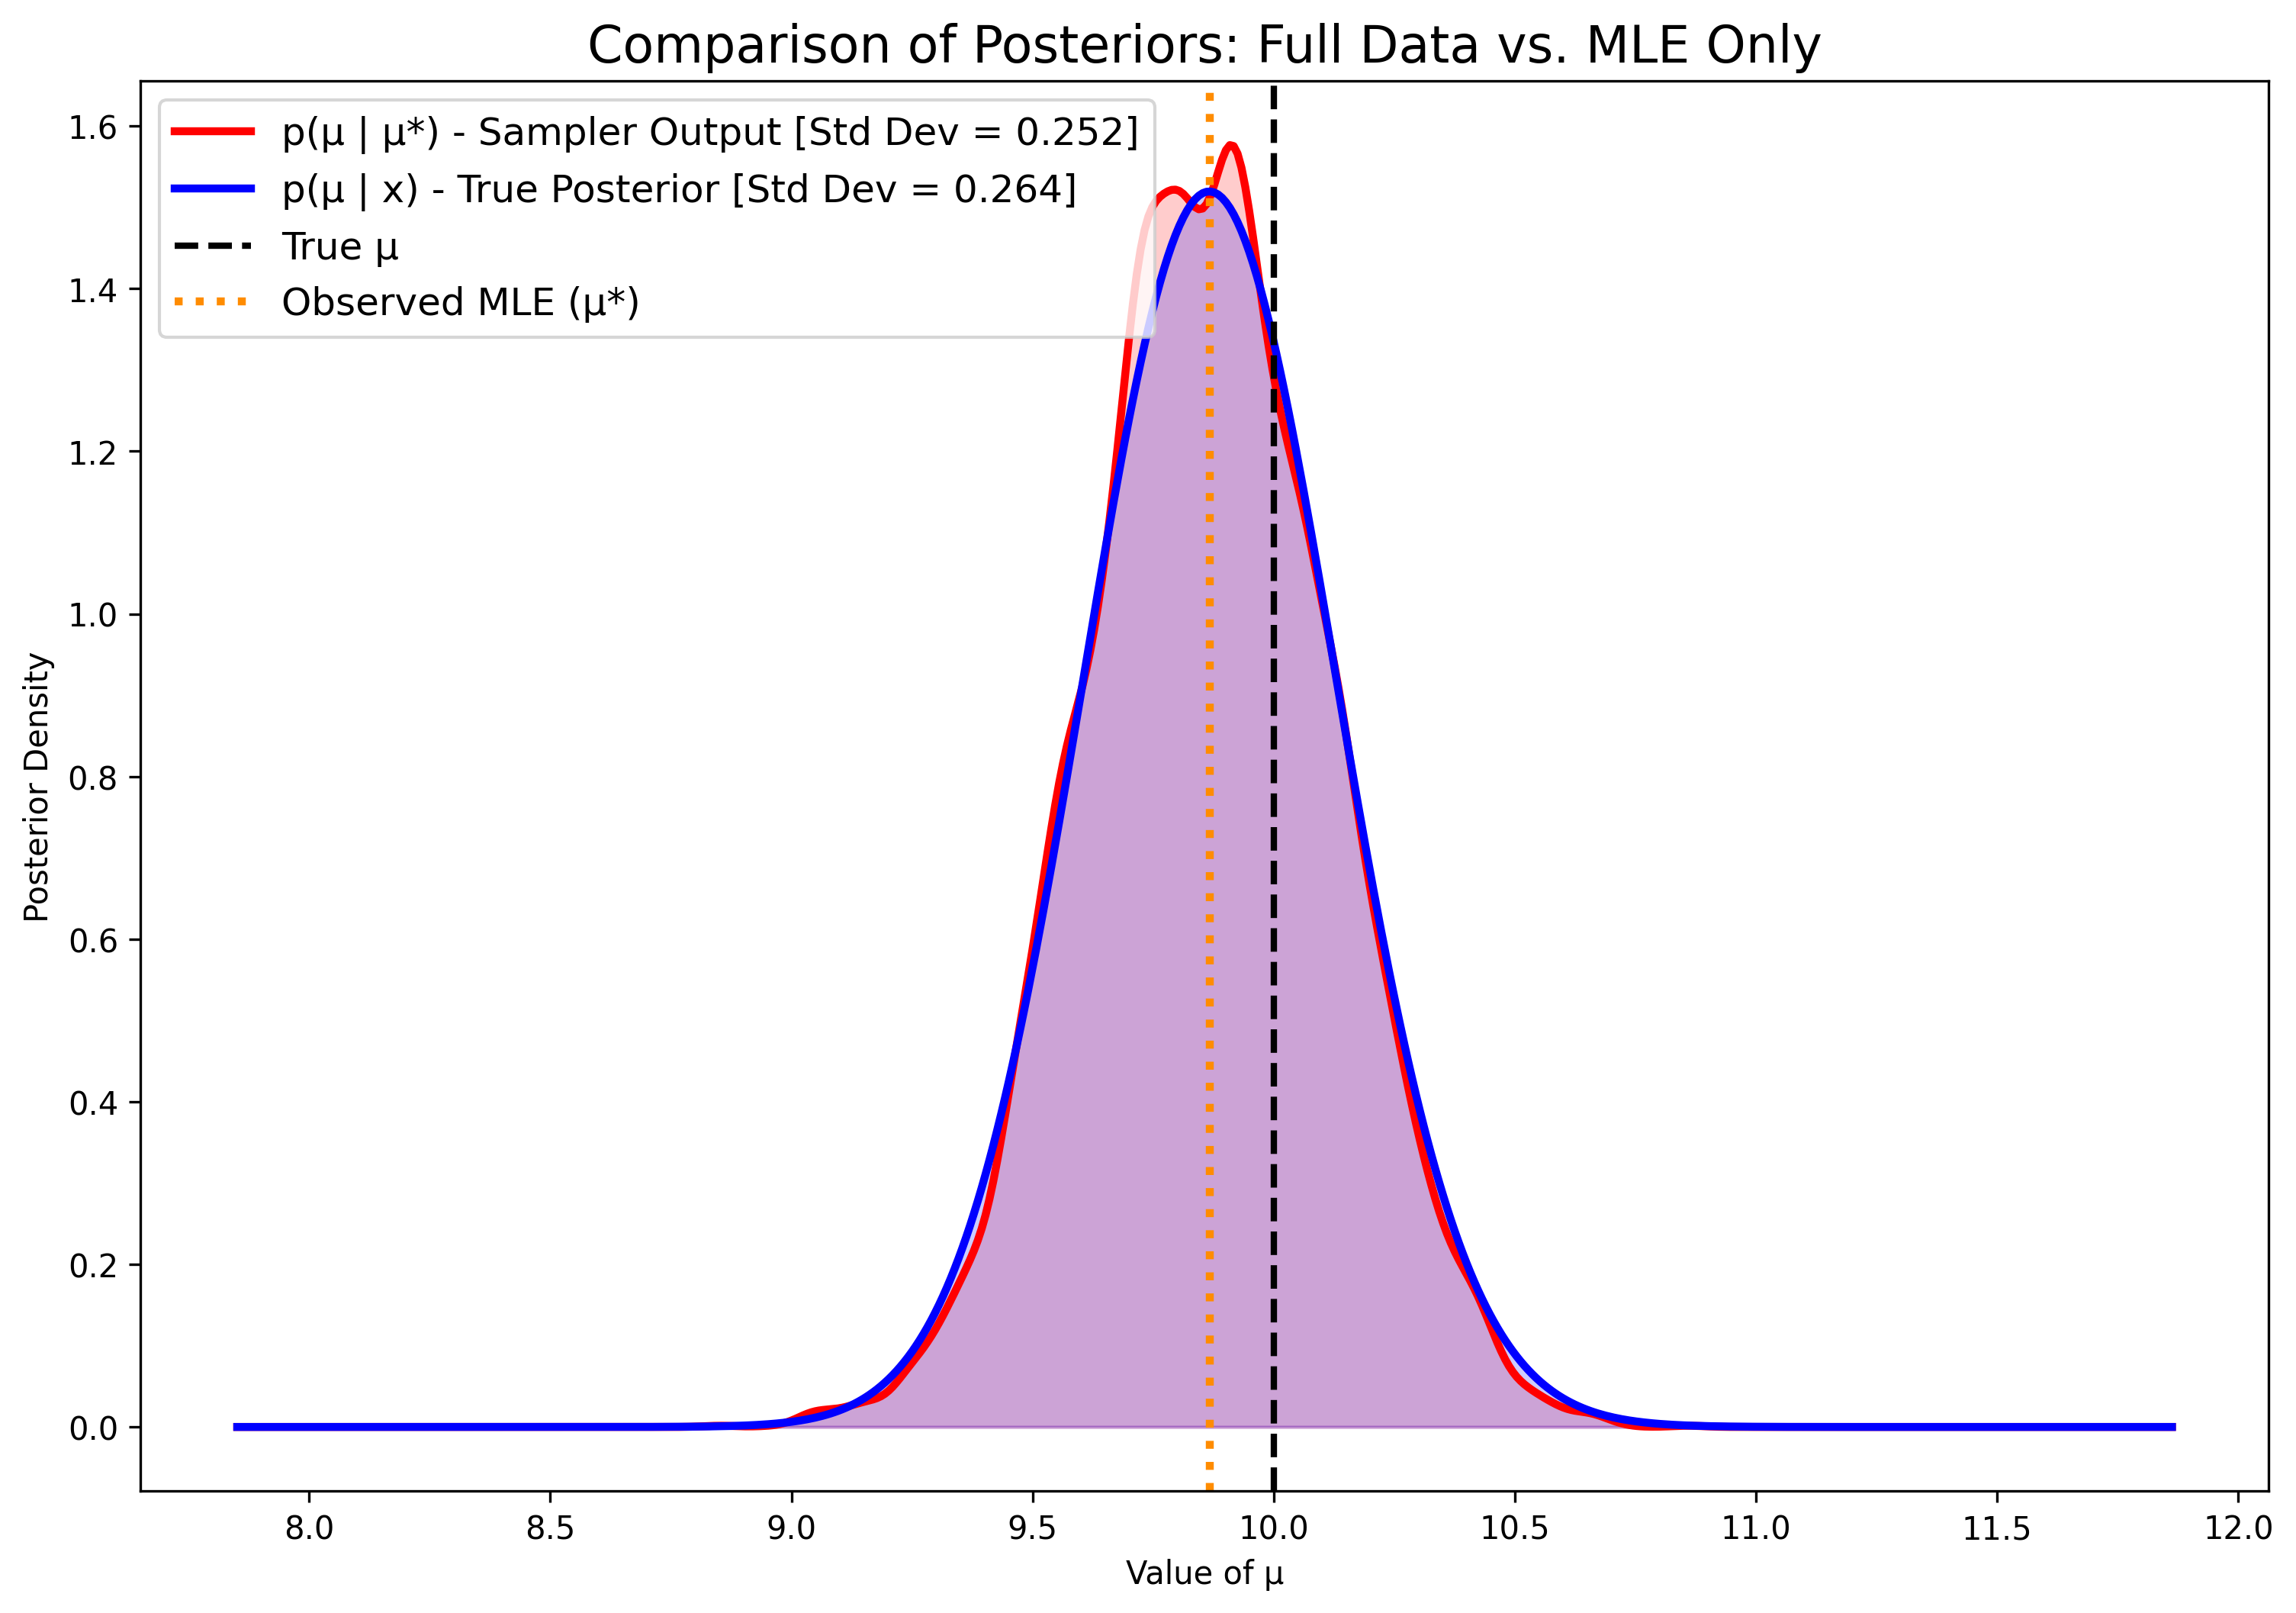 Comparison of Posteriors: Full Data vs. MLE Only
p(μ | μ*) - Sampler Output [Std Dev = 0.252]
p(μ | x) - True Posterior [Std Dev = 0.264]
True μ
Observed MLE (μ*)
Posterior Density
1.6
1.4
1.2
1.0
0.8
0.6
0.4
0.2
0.0
8.0 8.5 9.0 9.5 10.0 10.5 11.0 11.5 12.0
Value of μ